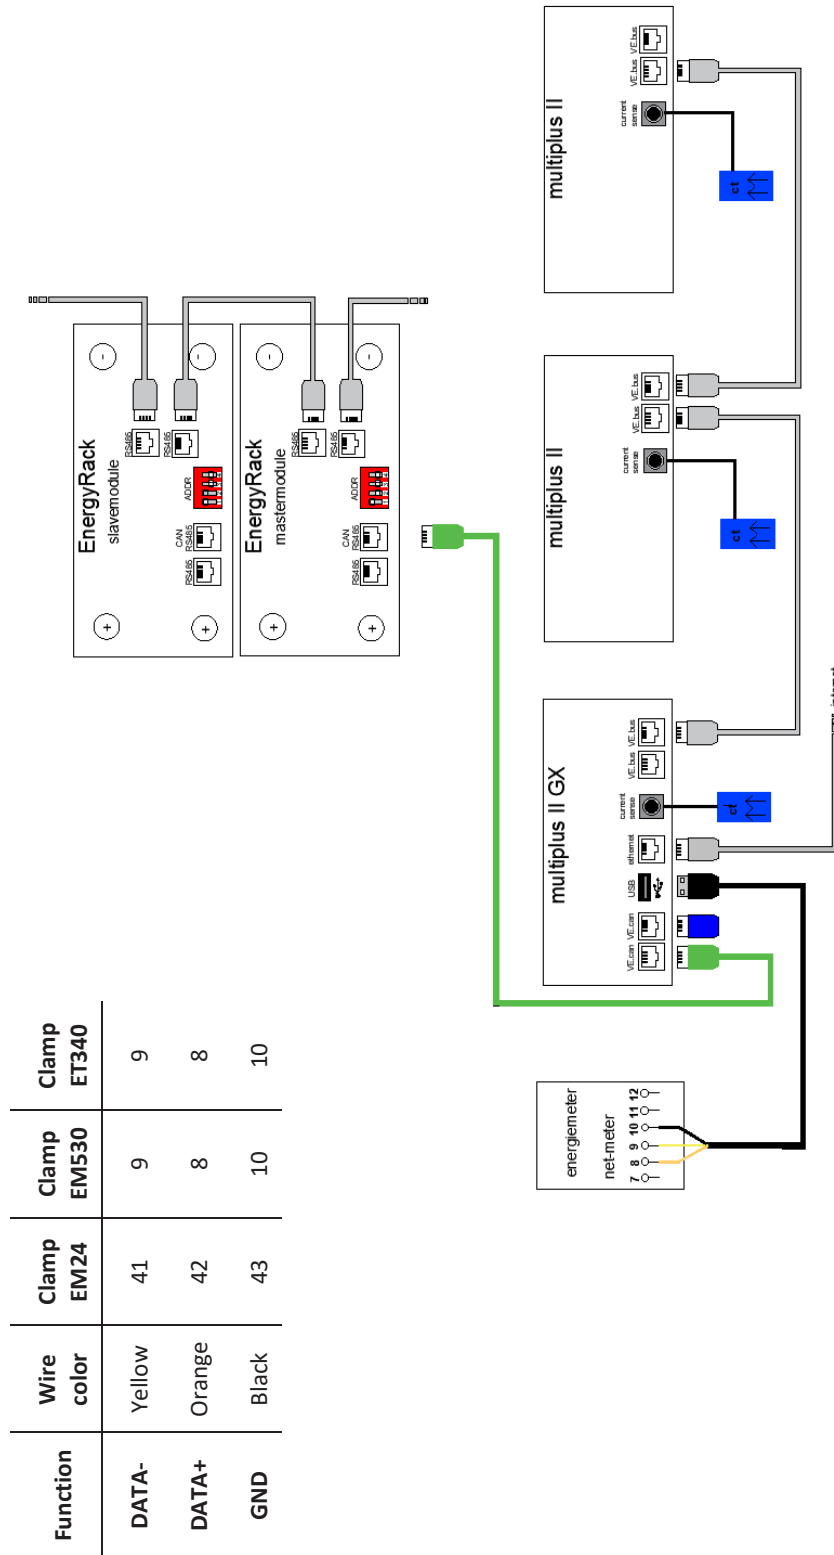 Function Wire color Clamp EM24 Clamp EM530 Clamp ET340
DATA- Yellow 41 9 9
DATA+ Orange 42 8 8
GND Black 43 10 10
EnergyRack
slavemodule
RS485 CAN RS485 ADDR RS485 RS485
+ + - -
EnergyRack
mastermodule
RS485 CAN RS485 ADDR RS485 RS485
+ + - -
energiemeter
net-meter
7 8 9 10 11 12
multiplus II GX
VE.can VE.can USB ethernet current sense VE.bus VE.bus
ct
internet
multiplus II
current sense VE.bus VE.bus
ct
multiplus II
current sense VE.bus VE.bus
ct